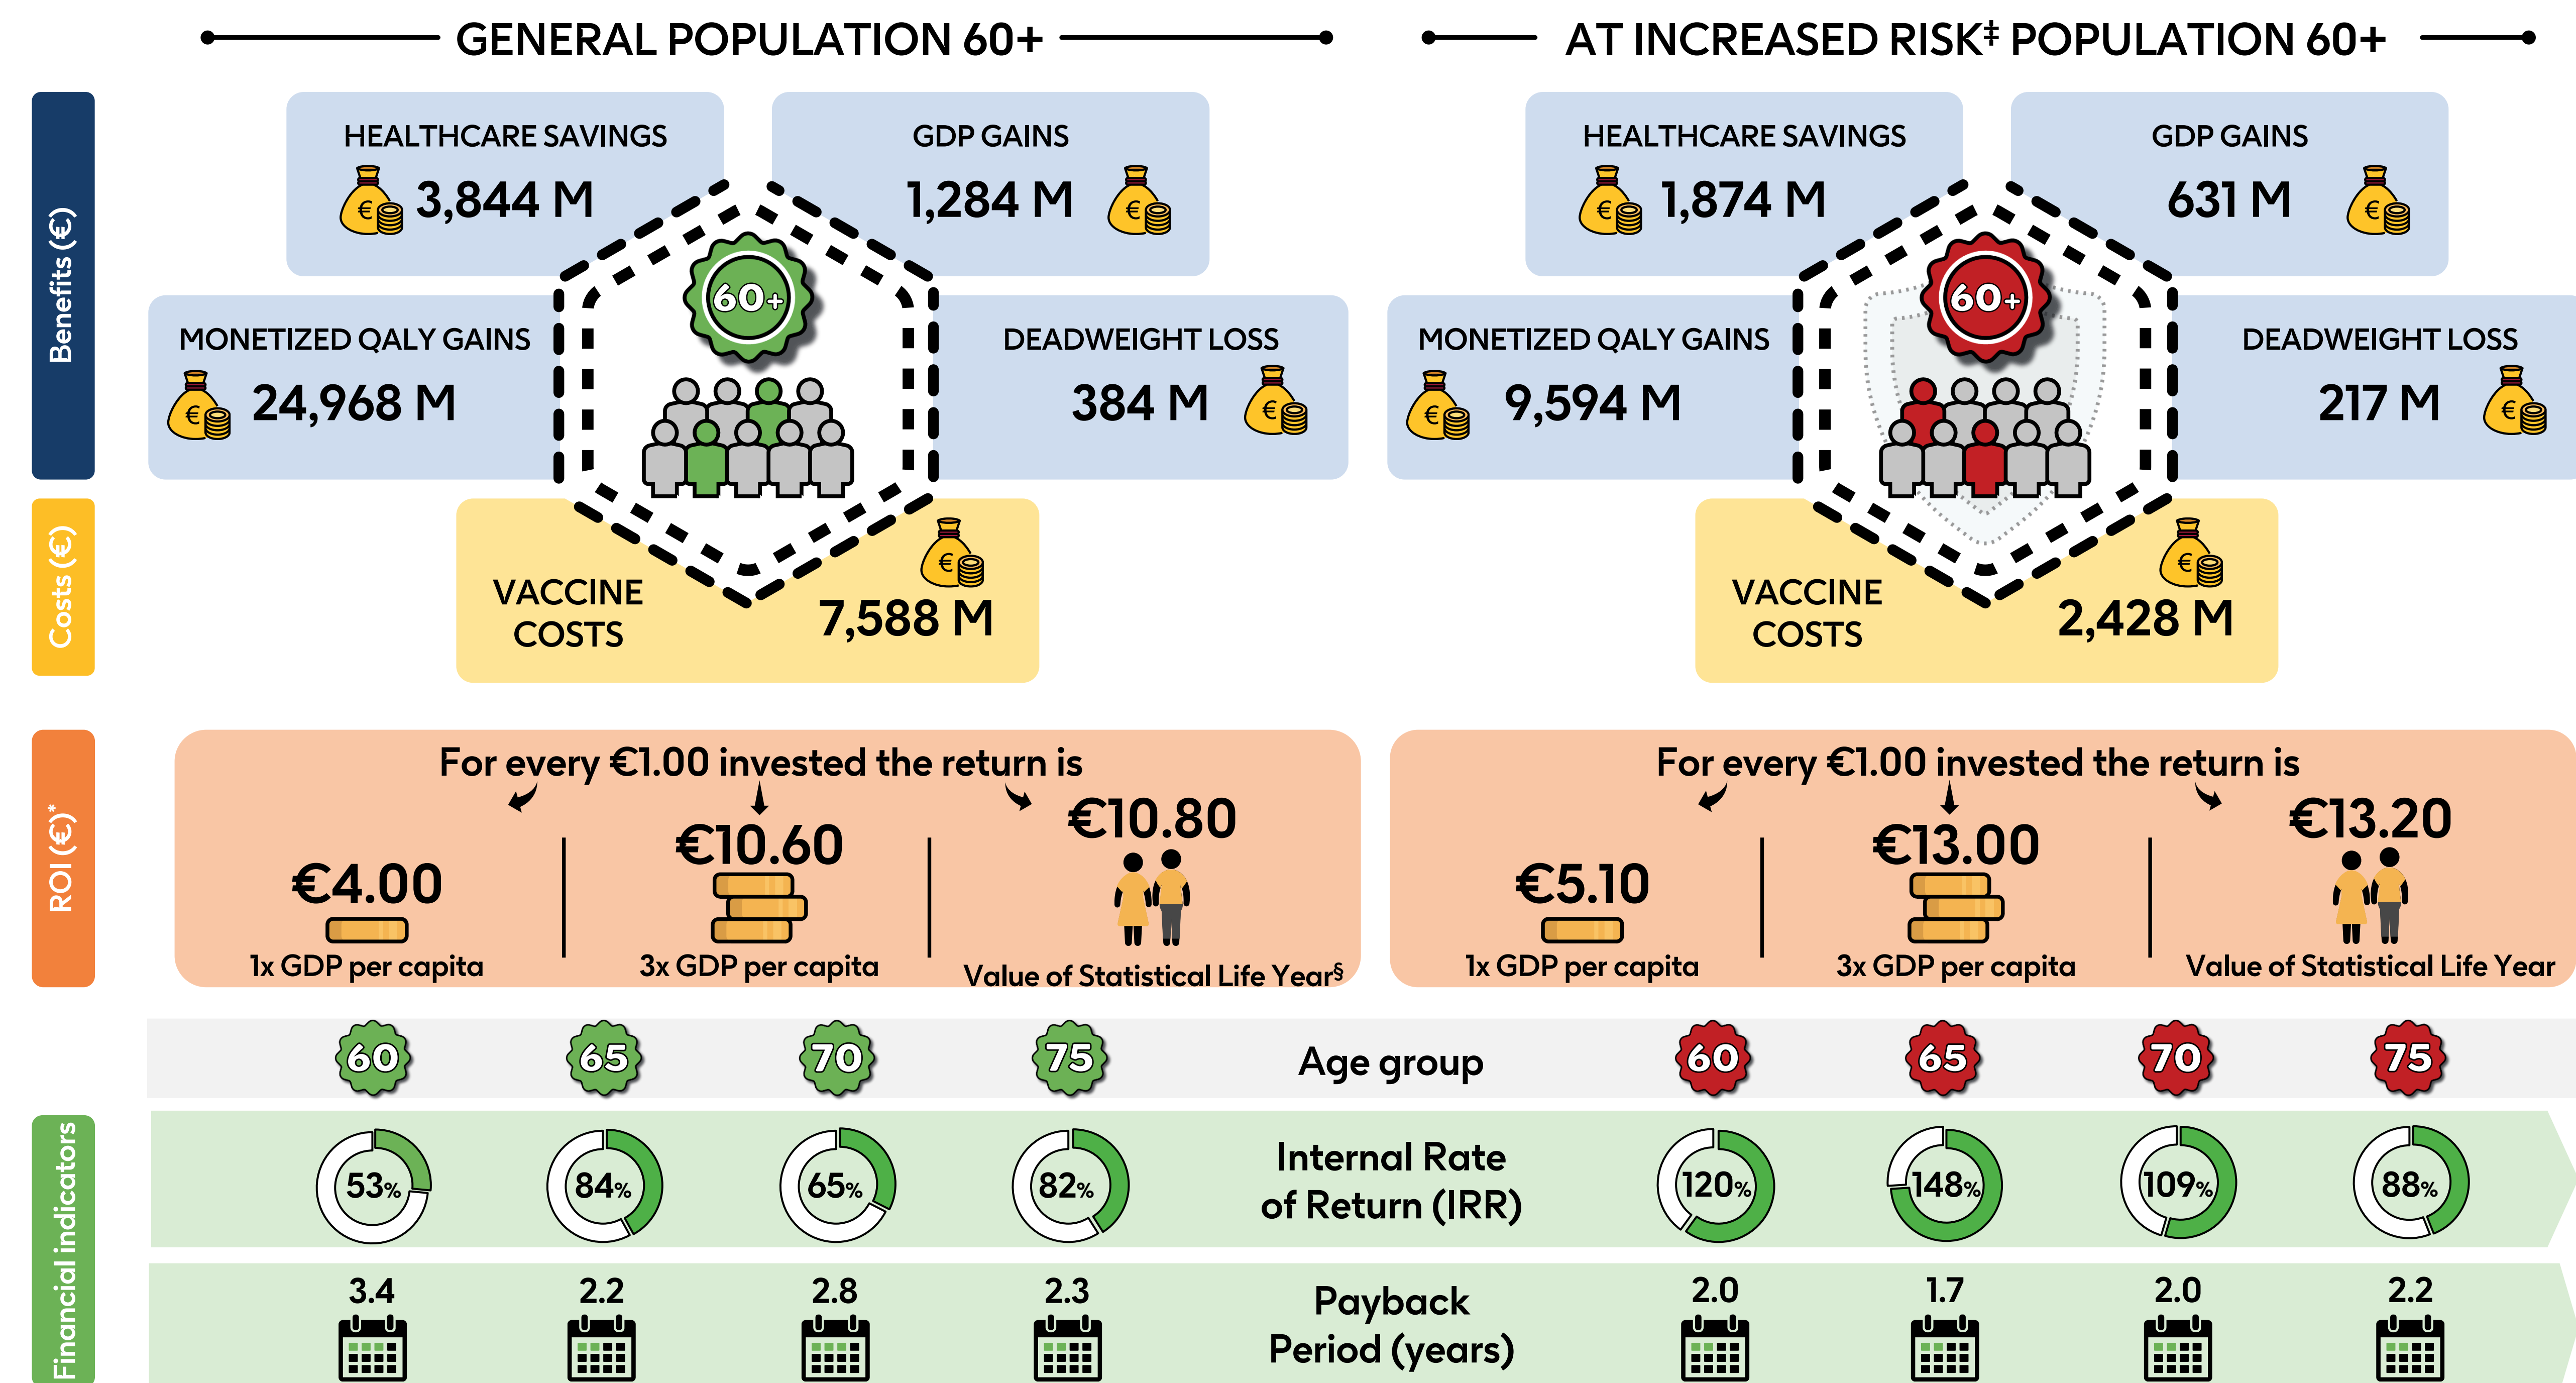 GENERAL POPULATION 60+
AT INCREASED RISK‡ POPULATION 60+
Benefits (€)
HEALTHCARE SAVINGS
€ 3,844 M
GDP GAINS
1,284 M €
MONETIZED QALY GAINS
€ 24,968 M
60+
DEADWEIGHT LOSS
384 M €
HEALTHCARE SAVINGS
€ 1,874 M
GDP GAINS
631 M €
MONETIZED QALY GAINS
€ 9,594 M
60+
DEADWEIGHT LOSS
217 M €
Costs (€)
VACCINE
COSTS
€
7,588 M
VACCINE
COSTS
€
2,428 M
ROI (€)*
For every €1.00 invested the return is
€4.00
1x GDP per capita
€10.60
3x GDP per capita
€10.80
Value of Statistical Life Year§
For every €1.00 invested the return is
€5.10
1x GDP per capita
€13.00
3x GDP per capita
€13.20
Value of Statistical Life Year
60 65 70 75 Age group 60 65 70 75
Financial indicators
53% 84% 65% 82%
Internal Rate
of Return (IRR)
120% 148% 109% 88%
3.4 2.2 2.8 2.3
Payback
Period (years)
2.0 1.7 2.0 2.2